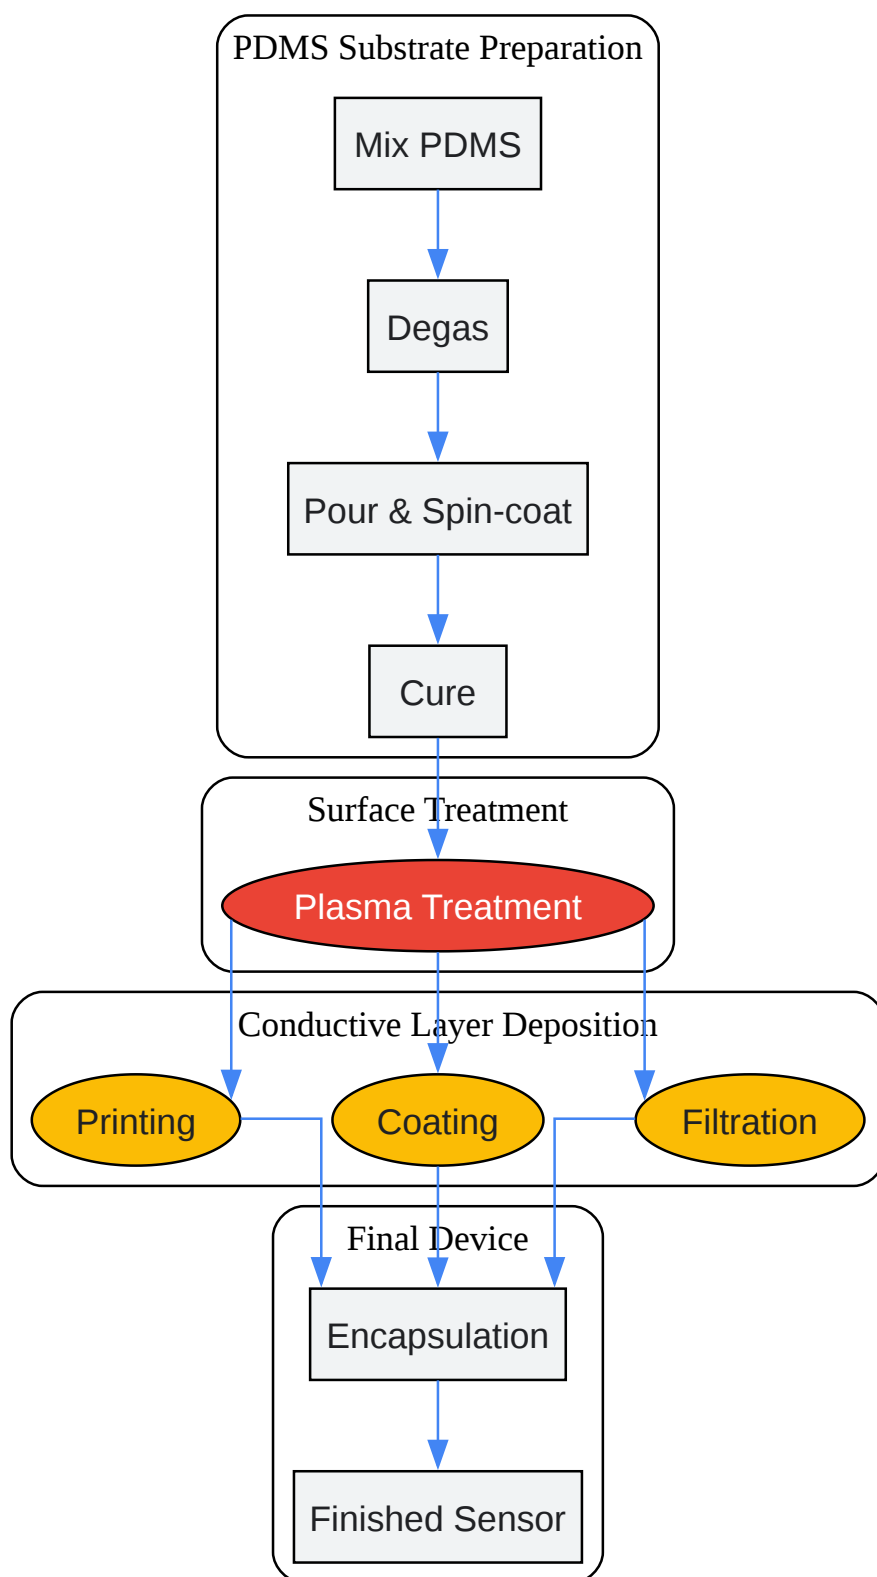 PDMS Substrate Preparation
Mix PDMS
Degas
Pour & Spin-coat
Cure
Surface Treatment
Plasma Treatment
Conductive Layer Deposition
Printing
Coating
Filtration
Final Device
Encapsulation
Finished Sensor